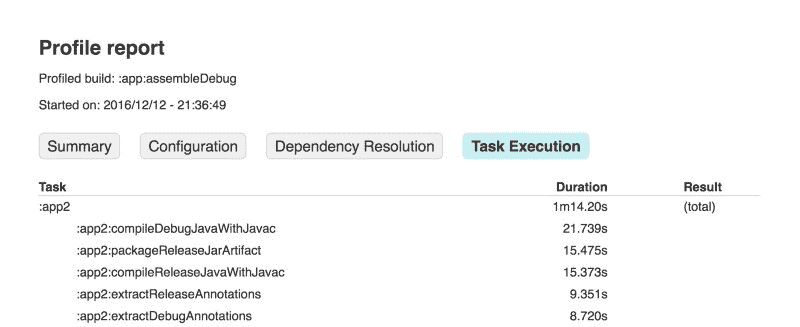 Profile report
Profiled build: :app:assembleDebug
Started on: 2016/12/12 - 21:36:49
Summary Configuration Dependency Resolution Task Execution
Task Duration Result
:app2 1m14.20s (total)
:app2:compileDebugJavaWithJavac 21.739s
:app2:packageReleaseJarArtifact 15.475s
:app2:compileReleaseJavaWithJavac 15.373s
:app2:extractReleaseAnnotations 9.351s
:app2:extractDebugAnnotations 8.720s